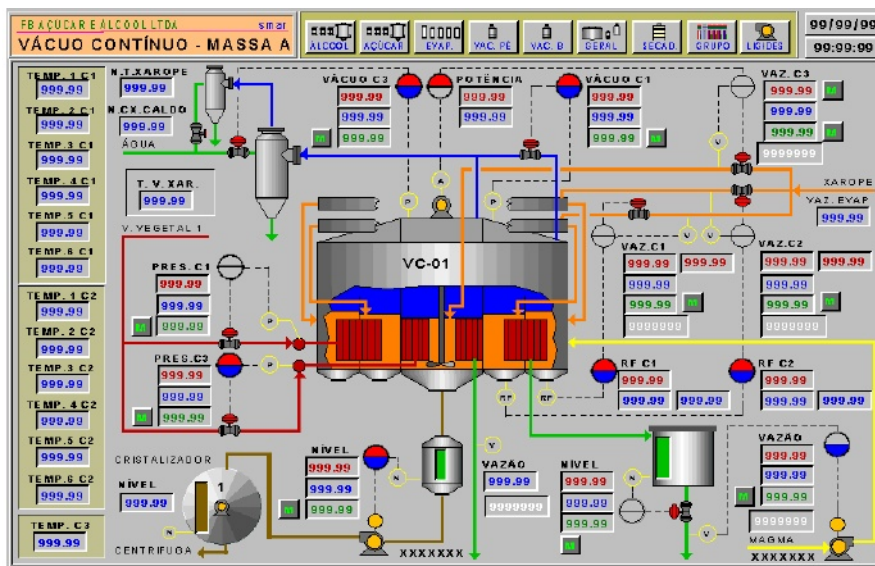 FB AÇUCAR E ÁLCOOL LTDA
smar
VÁCUO CONTÍNUO - MASSA A
ÁLCOOL
AÇÚCAR
EVAP.
VAC. PÉ
VAC. B
GERAL
SECAD.
GRUPO
LIGIDES
99/99/99
99:99:99
TEMP. 1 C1
999.99
TEMP. 2 C1
999.99
TEMP. 3 C1
999.99
TEMP. 4 C1
999.99
TEMP. 5 C1
999.99
TEMP. 6 C1
999.99
TEMP. 1 C2
999.99
TEMP. 2 C2
999.99
TEMP. 3 C2
999.99
TEMP. 4 C2
999.99
TEMP. 5 C2
999.99
TEMP. 6 C2
999.99
TEMP. C3
999.99
N.T.XAROPE
999.99
N.CX.CALDO
999.99
ÁGUA
T. V. XAR.
999.99
V. VEGETAL 1
VÁCUO C3
999.99
999.99
M
999.99
POTÊNCIA
999.99
999.99
VÁCUO C1
999.99
999.99
999.99
M
VAZ. C3
999.99
M
999.99
999.99
M
9999999
XAROPE
VAZ.EVAP
999.99
P
A
P
V
V
V
VC-01
PRES. C1
999.99
999.99
M
999.99
P
PRES.C3
999.99
999.99
M
999.99
P
VAZ.C1
999.99
999.99
999.99
999.99
M
9999999
VAZ.C2
999.99
999.99
999.99
999.99
M
9999999
RF C1
999.99
999.99
999.99
RF C2
999.99
999.99
999.99
RF
RF
CRISTALIZADOR
NÍVEL
999.99
1
N
CENTRÍFUGA
NÍVEL
999.99
999.99
M
999.99
N
XXXXXXX
V
VAZÃO
999.99
9999999
NÍVEL
999.99
999.99
999.99
M
N
V
VAZÃO
999.99
999.99
M
999.99
9999999
MAGMA
XXXXXXX